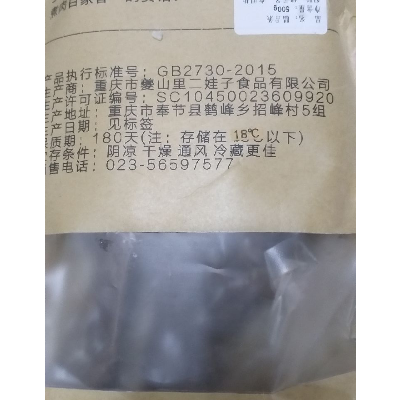 产品执行标准号：GB2730-2015
生产商：重庆市夔山里二娃子食品有限公司
生产许可证编号：SC10450023609920
生产地址：重庆市奉节县鹤峰乡招峰村5组
生产日期：见标签
质期：180天(注：存储在18℃以下)
存条件：阴凉 干燥 通风 冷藏更佳
售电话：023-56597577
净含量：500g